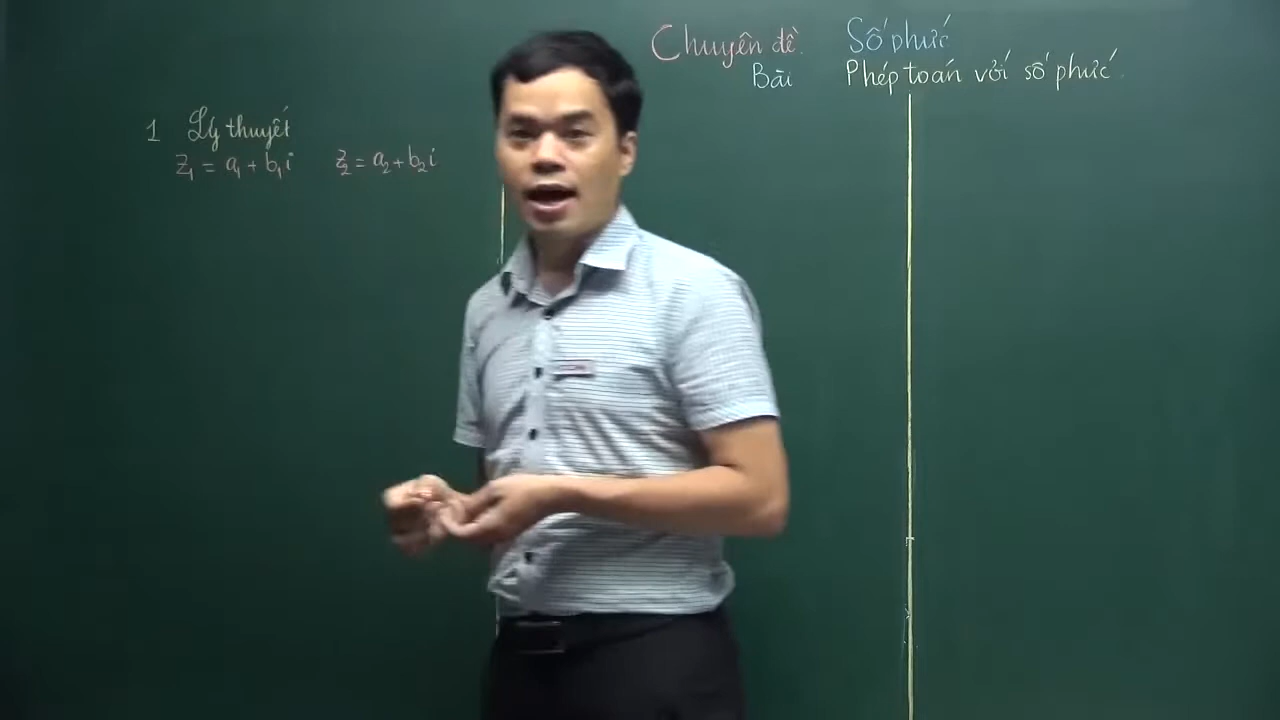 Chuyên đề Số phức
Bài Phép toán với số phức
1 Lý thuyết
z₁ = a₁ + b₁i z₂ = a₂ + b₂i